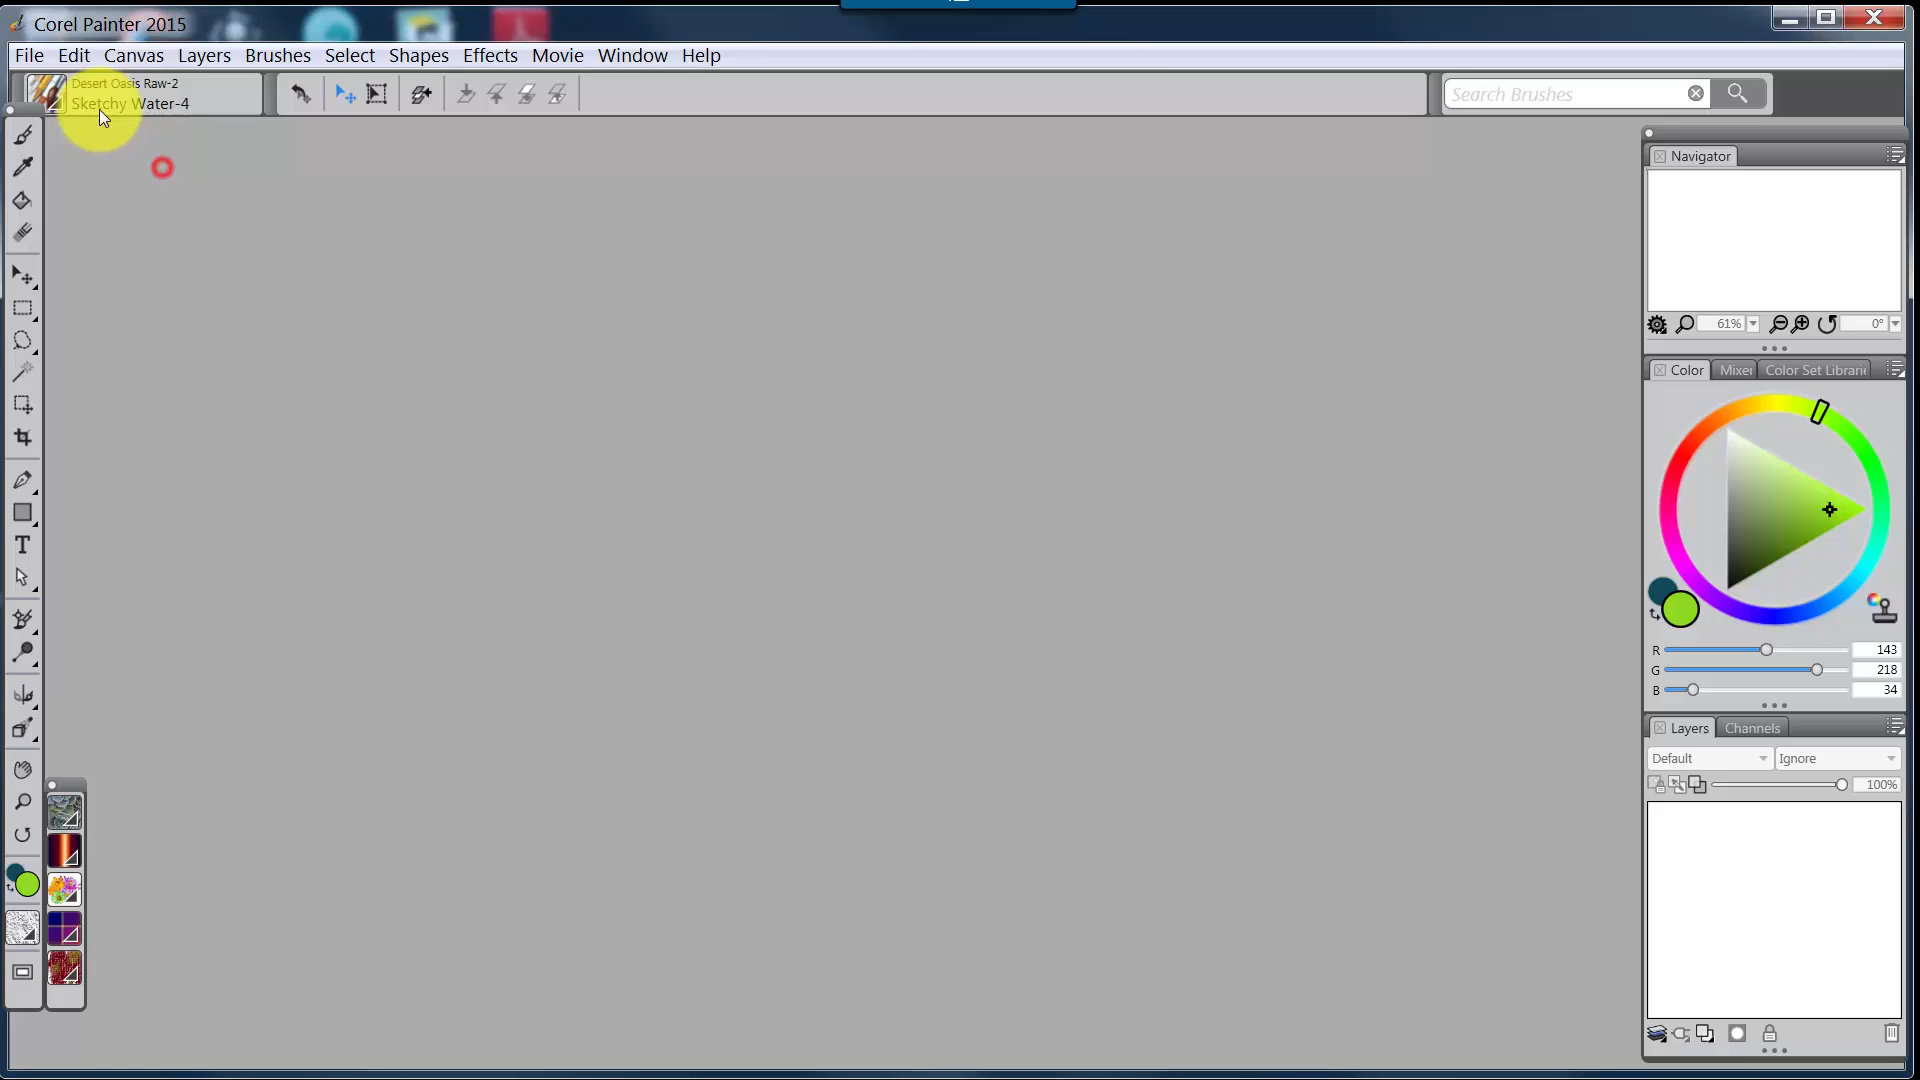 Corel Painter 2015
File Edit Canvas Layers Brushes Select Shapes Effects Movie Window Help
Desert Oasis Raw-2
Sketchy Water-4
Search Brushes
Navigator
61%
0°
Color Mixer Color Set Librari
R 143
G 218
B 34
Layers Channels
Default Ignore
100%
T